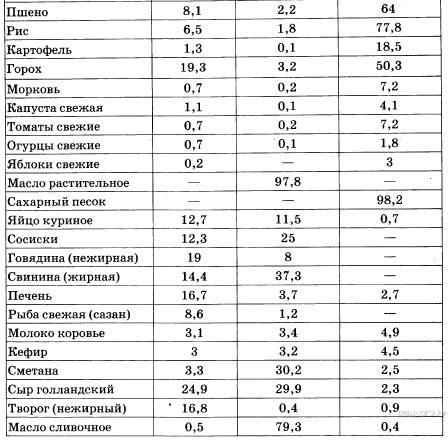 Пшено 8,1 2,2 64
Рис 6,5 1,8 77,8
Картофель 1,3 0,1 18,5
Горох 19,3 3,2 50,3
Морковь 0,7 0,2 7,2
Капуста свежая 1,1 0,1 4,1
Томаты свежие 0,7 0,2 7,2
Огурцы свежие 0,7 0,1 1,8
Яблоки свежие 0,2 — 3
Масло растительное — 97,8 —
Сахарный песок — — 98,2
Яйцо куриное 12,7 11,5 0,7
Сосиски 12,3 25 —
Говядина (нежирная) 19 8 —
Свинина (жирная) 14,4 37,3 —
Печень 16,7 3,7 2,7
Рыба свежая (сазан) 8,6 1,2 —
Молоко коровье 3,1 3,4 4,9
Кефир 3 3,2 4,5
Сметана 3,3 30,2 2,5
Сыр голландский 24,9 29,9 2,3
Творог (нежирный) 16,8 0,4 0,9
Масло сливочное 0,5 79,3 0,4